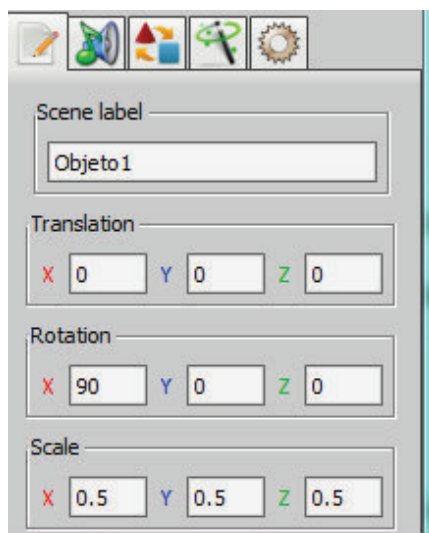 Scene label
Objeto1
Translation
X 0 Y 0 Z 0
Rotation
X 90 Y 0 Z 0
Scale
X 0.5 Y 0.5 Z 0.5